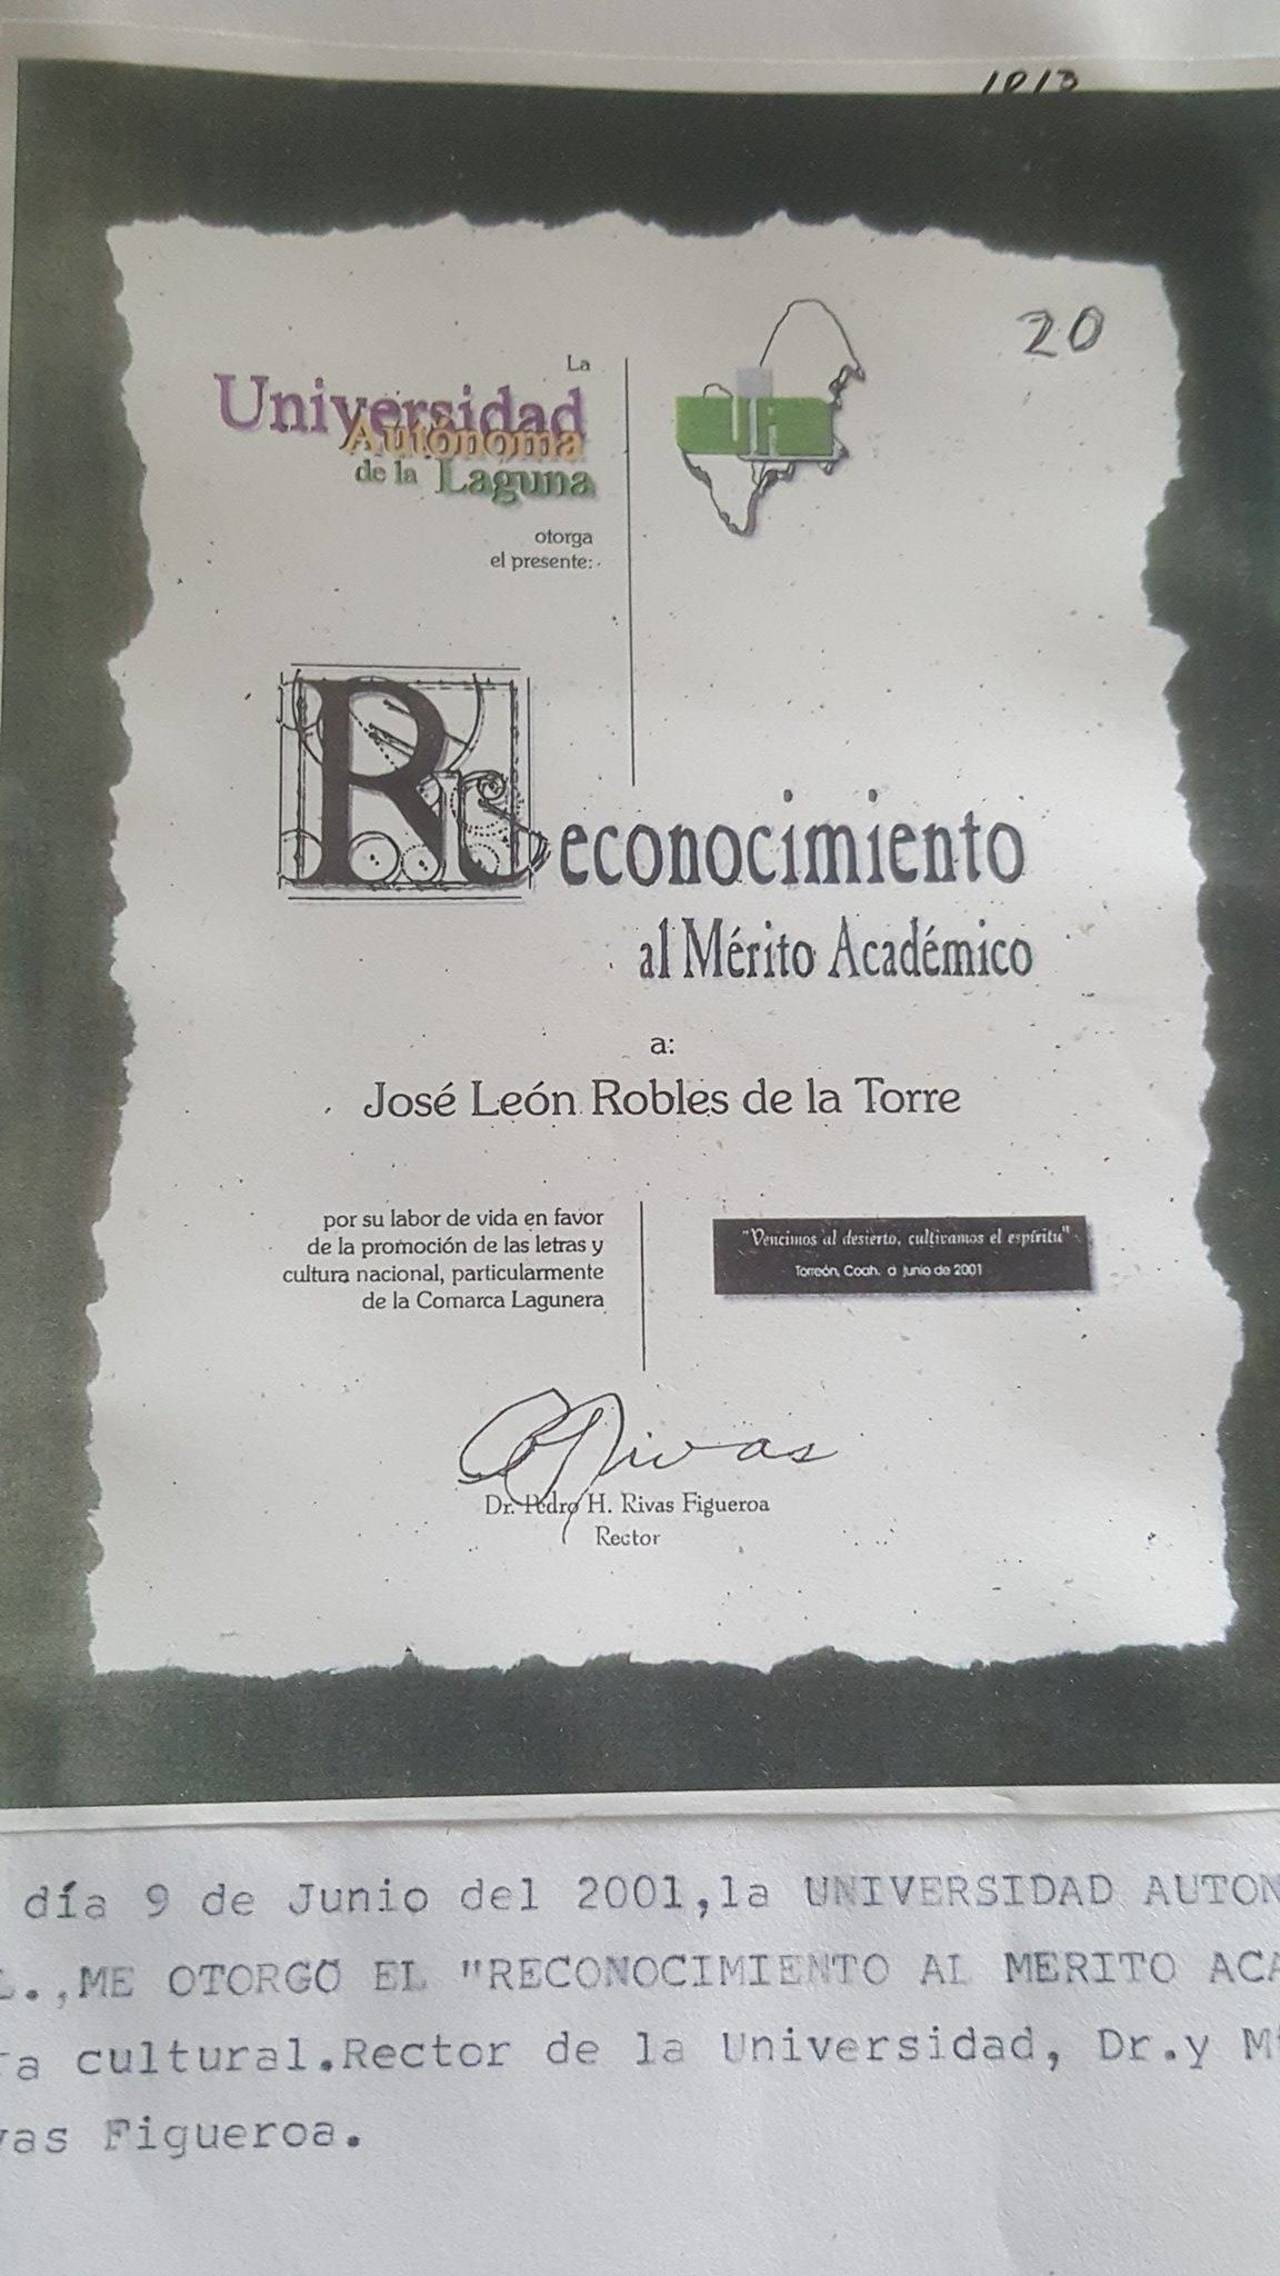 1813
20
La
Universidad
Autónoma
de la Laguna
UA
otorga
el presente:
Reconocimiento
al Mérito Académico
a:
José León Robles de la Torre
por su labor de vida en favor
de la promoción de las letras y
cultura nacional, particularmente
de la Comarca Lagunera
"Vencimos al desierto, cultivamos el espíritu"
Torreón, Coah. a junio de 2001
Rivas
Dr. Pedro H. Rivas Figueroa
Rector
día 9 de Junio del 2001,la UNIVERSIDAD AUTON
L.,ME OTORGÓ EL "RECONOCIMIENTO AL MERITO ACA
ra cultural.Rector de la Universidad, Dr.y M
vas Figueroa.